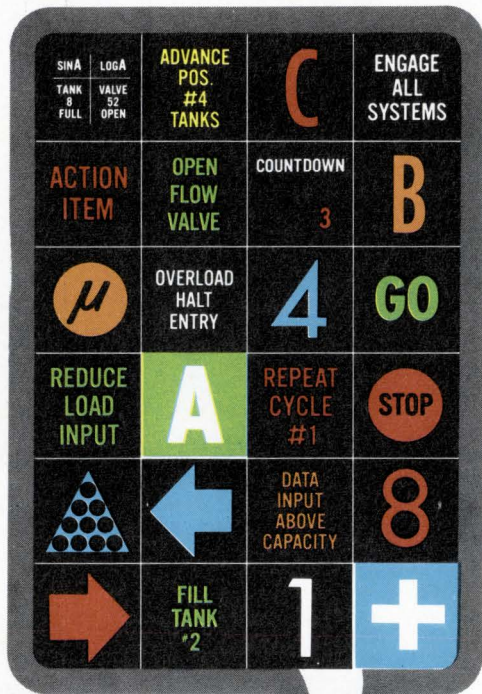 SINA LOGA
TANK VALVE
8 52
FULL OPEN
ADVANCE
POS.
#4
TANKS
C
ENGAGE
ALL
SYSTEMS
ACTION
ITEM
OPEN
FLOW
VALVE
COUNTDOWN
3
B
μ
OVERLOAD
HALT
ENTRY
4
GO
REDUCE
LOAD
INPUT
A
REPEAT
CYCLE
#1
STOP
DATA
INPUT
ABOVE
CAPACITY
8
FILL
TANK
#2
1
+